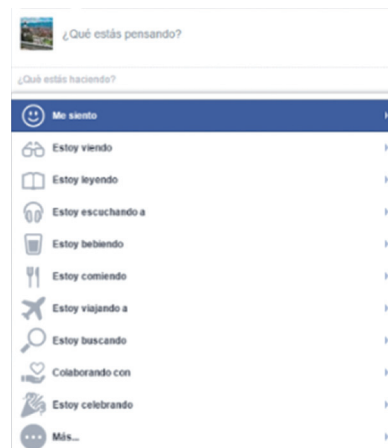 ¿Qué estás pensando?
¿Qué estás haciendo?
Me siento
Estoy viendo
Estoy leyendo
Estoy escuchando a
Estoy bebiendo
Estoy comiendo
Estoy viajando a
Estoy buscando
Colaborando con
Estoy celebrando
Más...